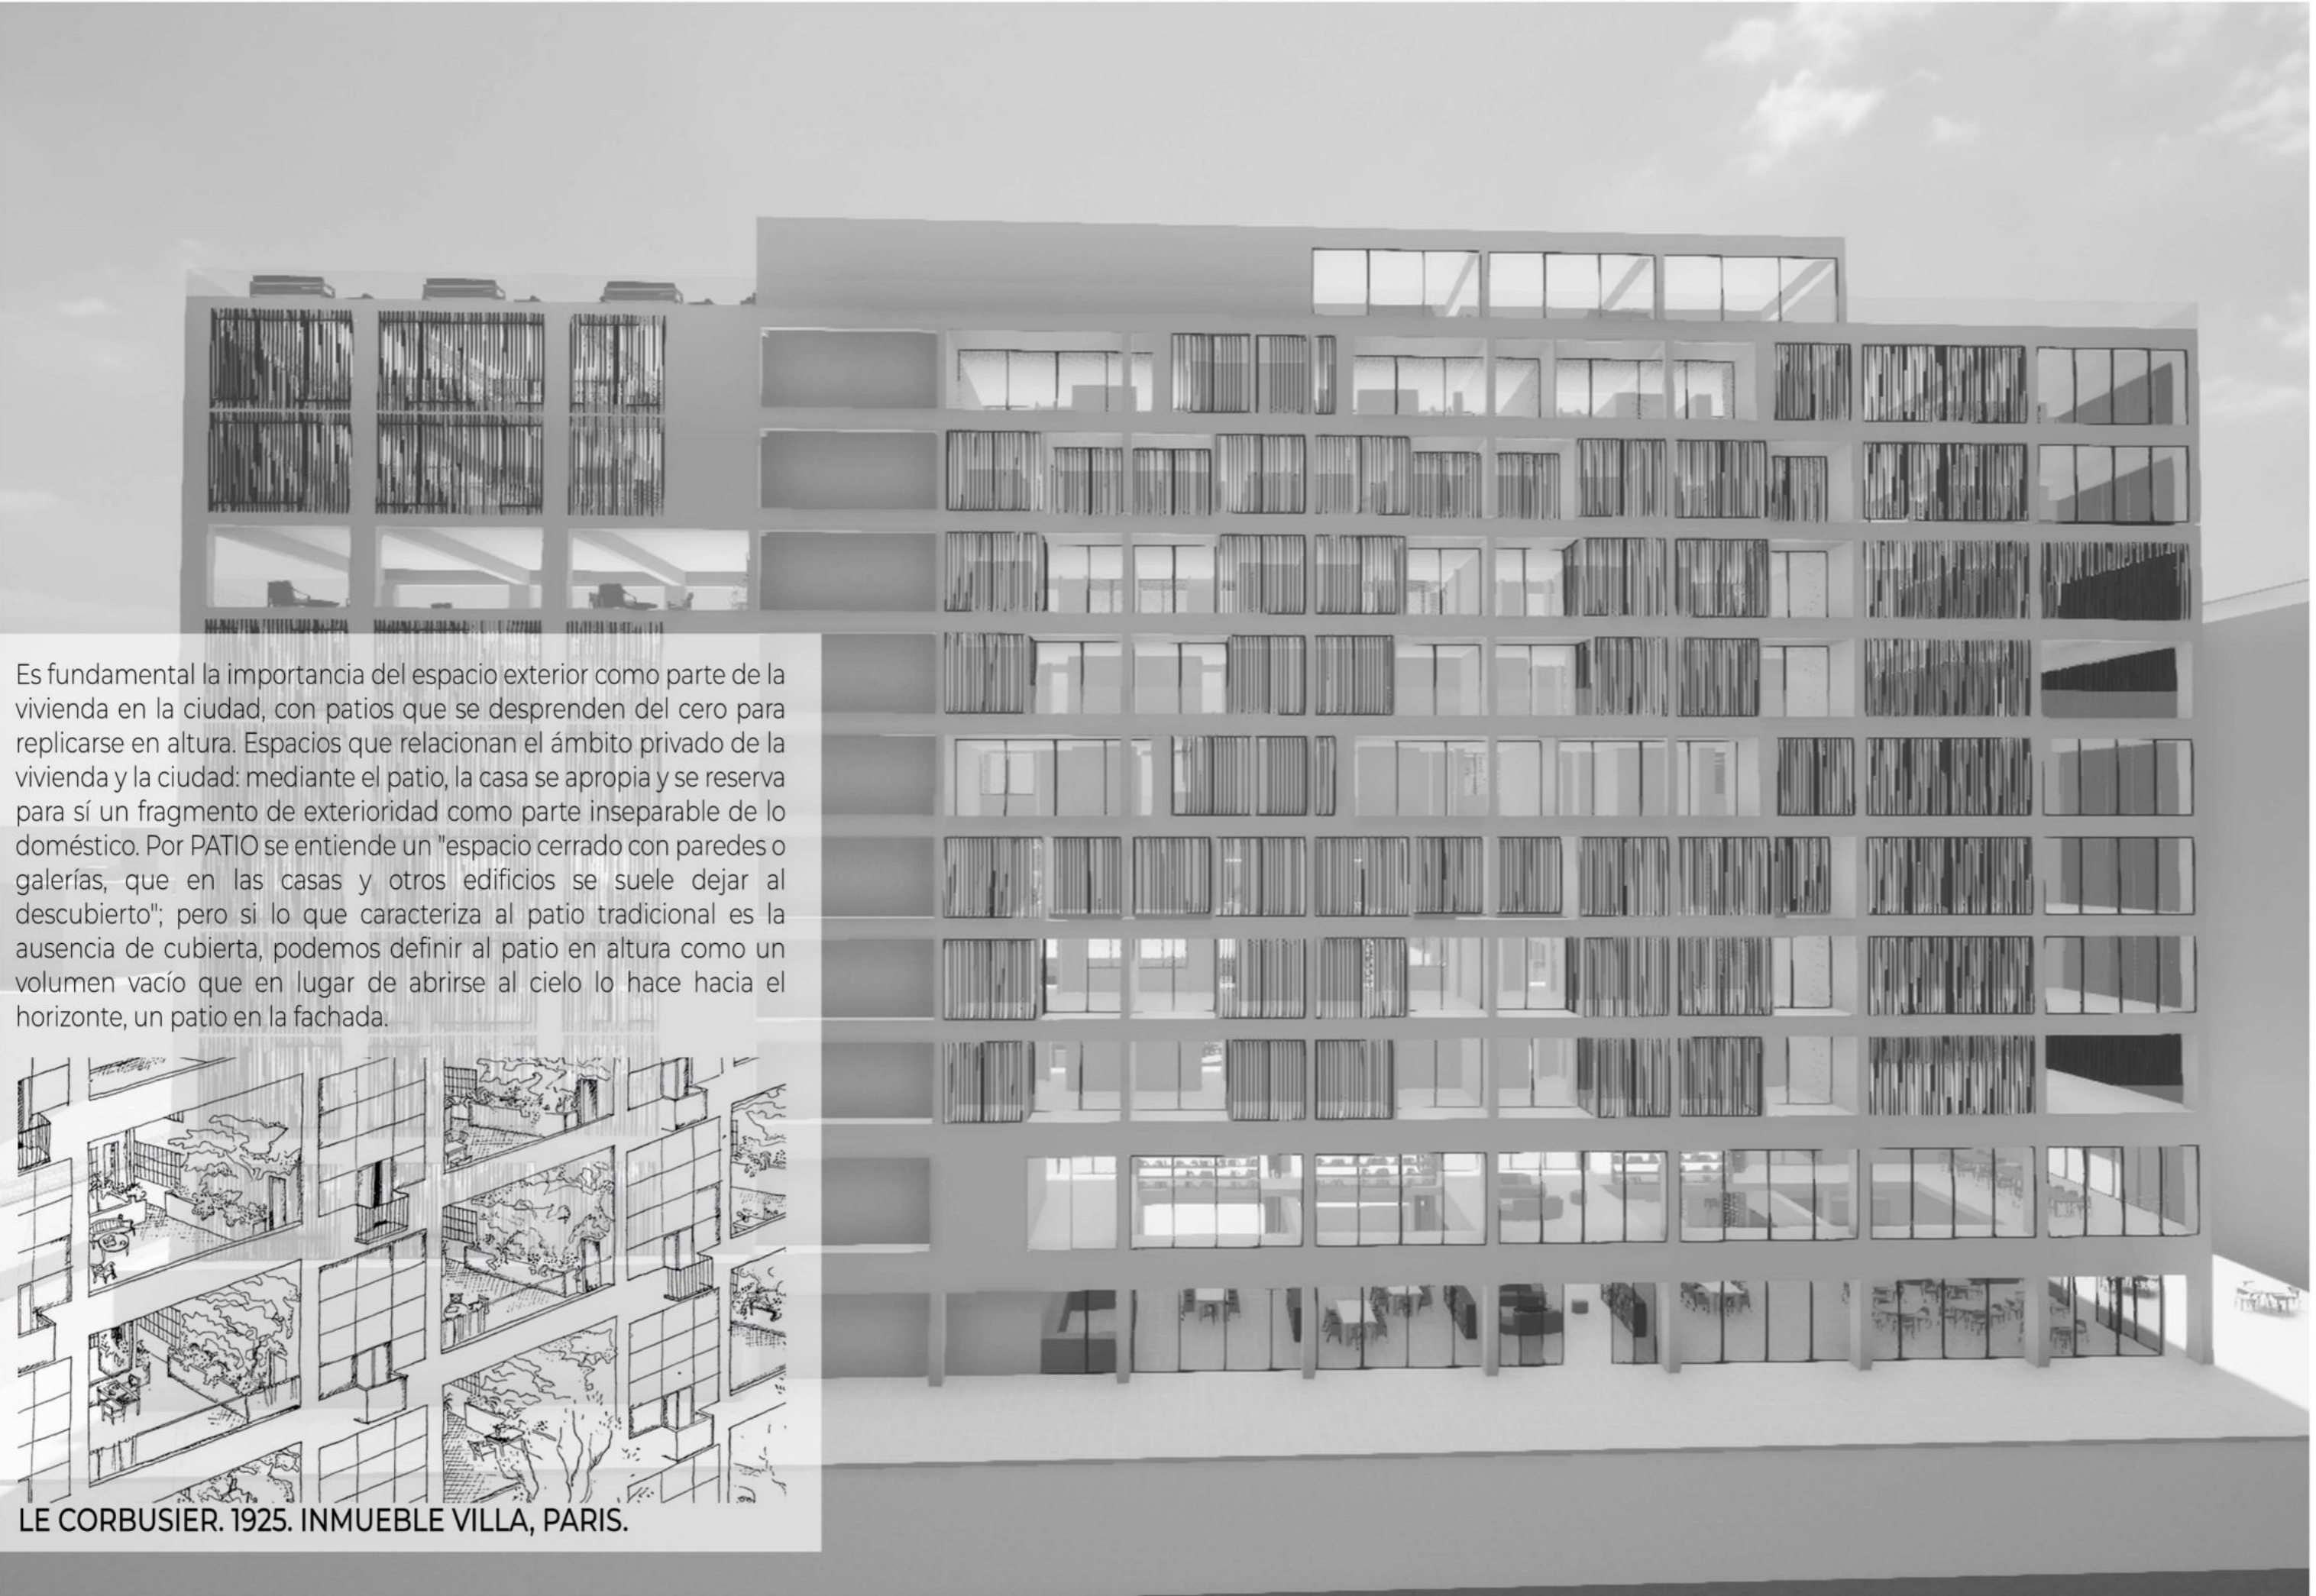 Es fundamental la importancia del espacio exterior como parte de la
vivienda en la ciudad, con patios que se desprenden del cero para
replicarse en altura. Espacios que relacionan el ámbito privado de la
vivienda y la ciudad: mediante el patio, la casa se apropia y se reserva
para sí un fragmento de exterioridad como parte inseparable de lo
doméstico. Por PATIO se entiende un "espacio cerrado con paredes o
galerías, que en las casas y otros edificios se suele dejar al
descubierto"; pero si lo que caracteriza al patio tradicional es la
ausencia de cubierta, podemos definir al patio en altura como un
volumen vacío que en lugar de abrirse al cielo lo hace hacia el
horizonte, un patio en la fachada.
LE CORBUSIER. 1925. INMUEBLE VILLA, PARIS.